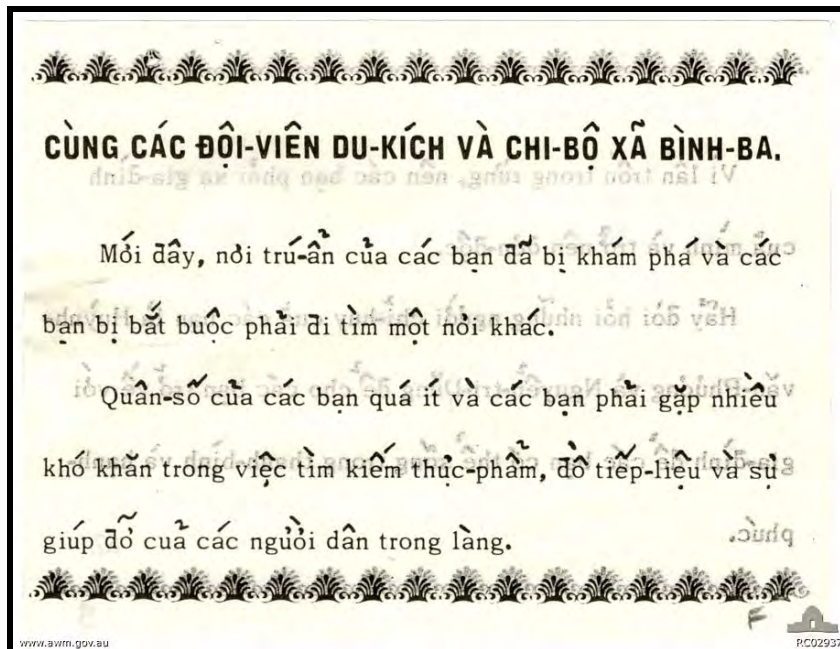 CÙNG CÁC ĐỘI-VIÊN DU-KÍCH VÀ CHI-BỘ XÃ BÌNH-BA.
Mới đây, nơi trú-ẩn của các bạn đã bị khám phá và các
bạn bị bắt buộc phải đi tìm một nơi khác.
Quân-số của các bạn quá ít và các bạn phải gặp nhiều
khó khăn trong việc tìm kiếm thực-phẩm, đồ tiếp-liệu và sự
giúp đỡ cuả các người dân trong làng.
F
www.awm.gov.au
RC02937